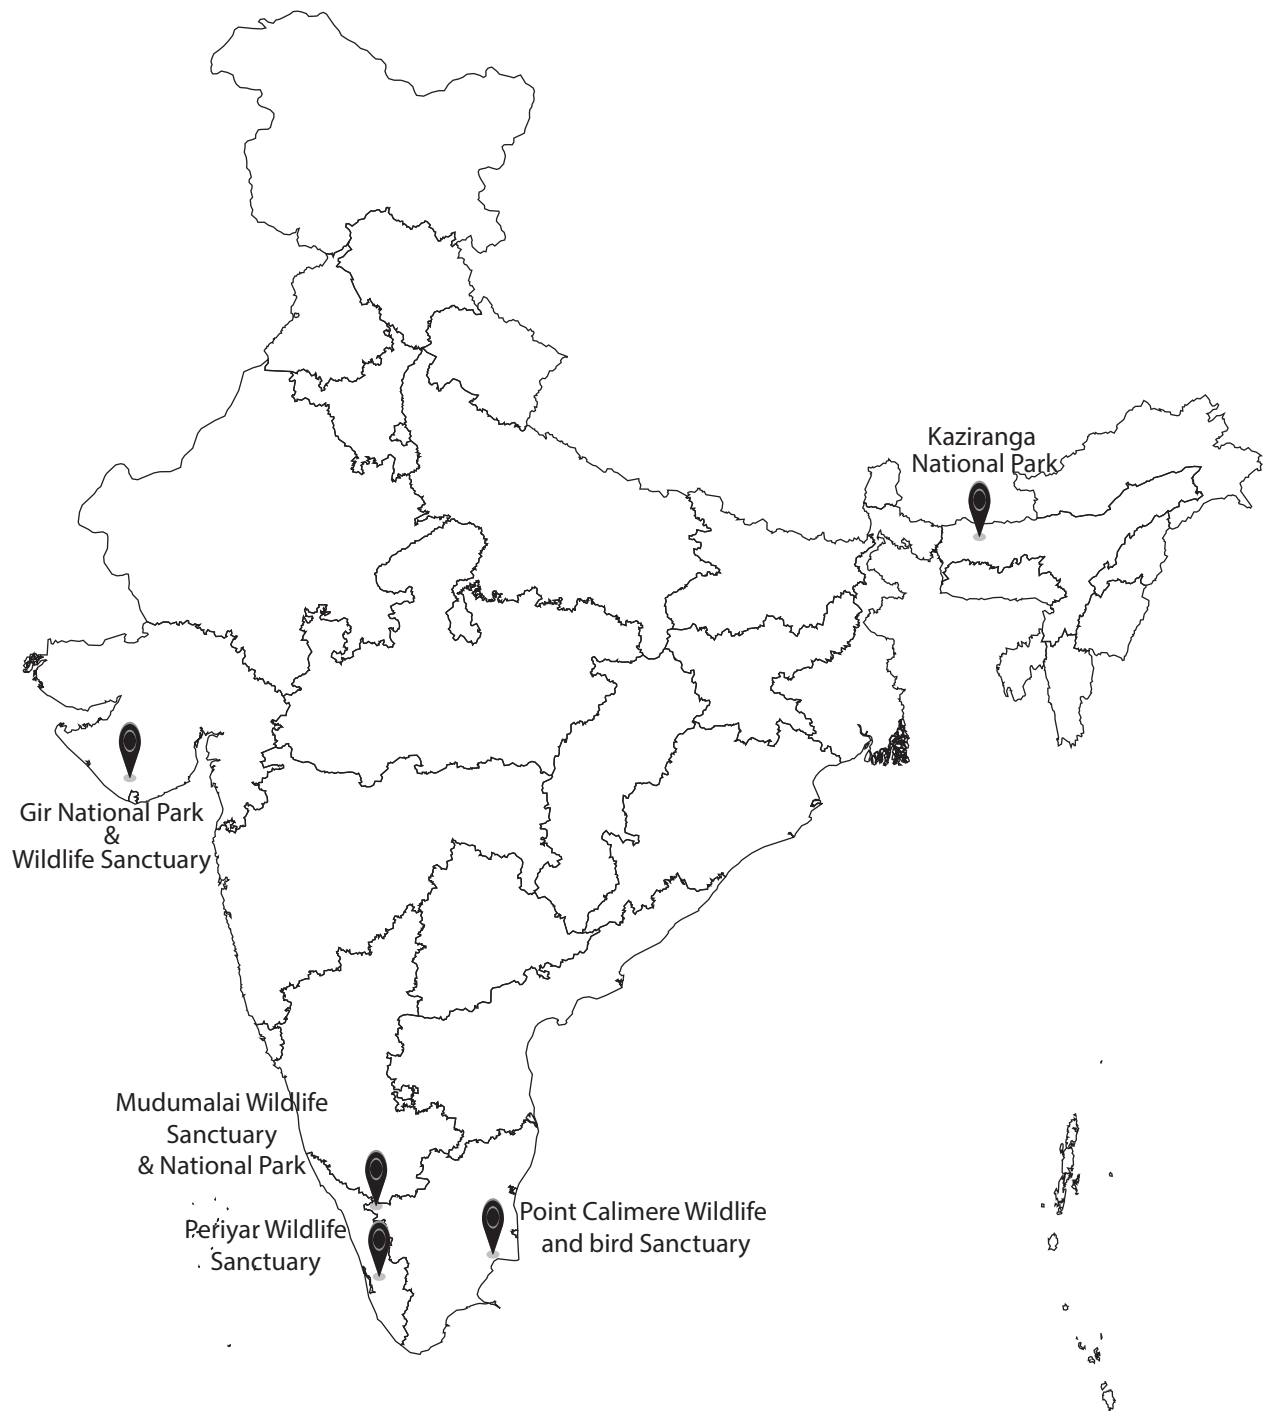 Kaziranga
National Park
Gir National Park
&
Wildlife Sanctuary
Mudumalai Wildlife
Sanctuary
& National Park
Point Calimere Wildlife
and bird Sanctuary
Periyar Wildlife
Sanctuary